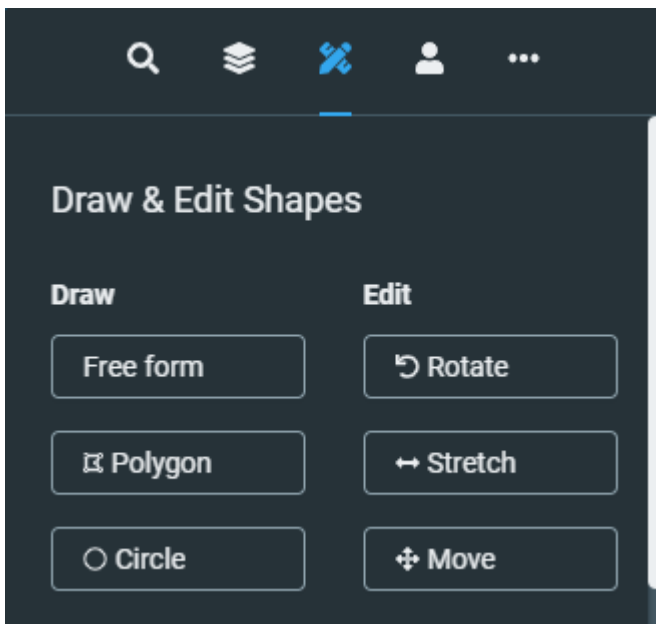 Draw & Edit Shapes
Draw
Edit
Free form
Rotate
Polygon
Stretch
Circle
Move